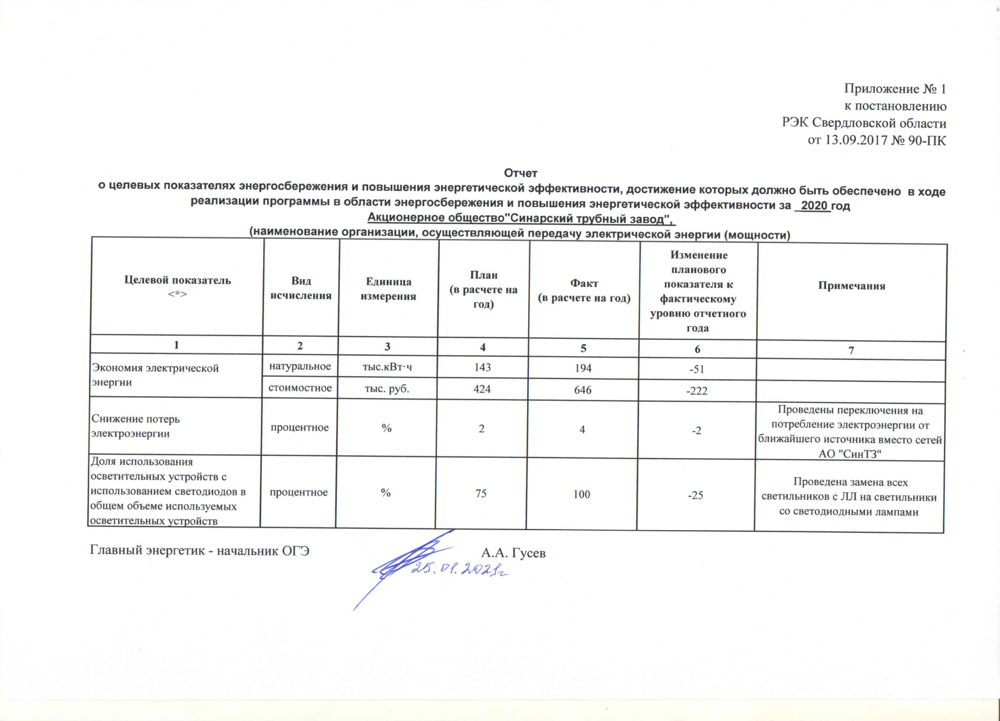 Приложение № 1
к постановлению
РЭК Свердловской области
от 13.09.2017 № 90-ПК
Отчет
о целевых показателях энергосбережения и повышения энергетической эффективности, достижение которых должно быть обеспечено в ходе
реализации программы в области энергосбережения и повышения энергетической эффективности за _2020_год
Акционерное общество"Синарский трубный завод",
(наименование организации, осуществляющей передачу электрической энергии (мощности)
Целевой показатель
<*>
Вид
исчисления
Единица
измерения
План
(в расчете на
год)
Факт
(в расчете на год)
Изменение
планового
показателя к
фактическому
уровню отчетного
года
Примечания
1 2 3 4 5 6 7
Экономия электрической
энергии
натуральное тыс.кВт·ч 143 194 -51
стоимостное тыс. руб. 424 646 -222
Снижение потерь
электроэнергии
процентное % 2 4 -2
Проведены переключения на
потребление электроэнергии от
ближайшего источника вместо сетей
АО "СинТЗ"
Доля использования
осветительных устройств с
использованием светодиодов в
общем объеме используемых
осветительных устройств
процентное % 75 100 -25
Проведена замена всех
светильников с ЛЛ на светильники
со светодиодными лампами
Главный энергетик - начальник ОГЭ А.А. Гусев
25.01.2021г